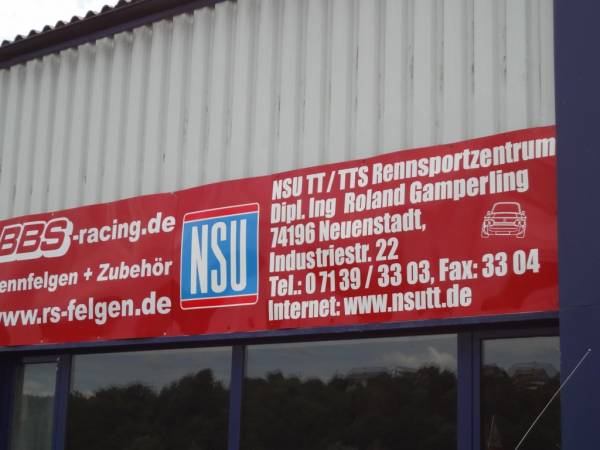 BBS-racing.de
ennfelgen + Zubehör
www.rs-felgen.de
NSU
NSU TT / TTS Rennsportzentrum
Dipl. Ing Roland Gamperling
74196 Neuenstadt,
Industriestr. 22
Tel.: 0 71 39 / 33 03, Fax: 33 04
Internet: www.nsutt.de